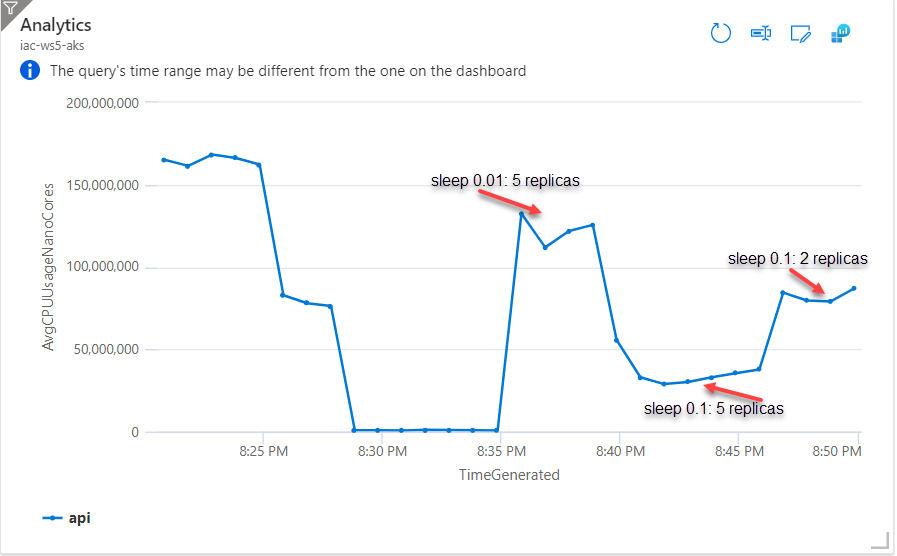 Analytics
iac-ws5-aks
The query's time range may be different from the one on the dashboard
200,000,000
150,000,000
100,000,000
50,000,000
0
AvgCPUUsageNanoCores
sleep 0.01: 5 replicas
sleep 0.1: 2 replicas
sleep 0.1: 5 replicas
8:25 PM 8:30 PM 8:35 PM 8:40 PM 8:45 PM 8:50 PM
TimeGenerated
api